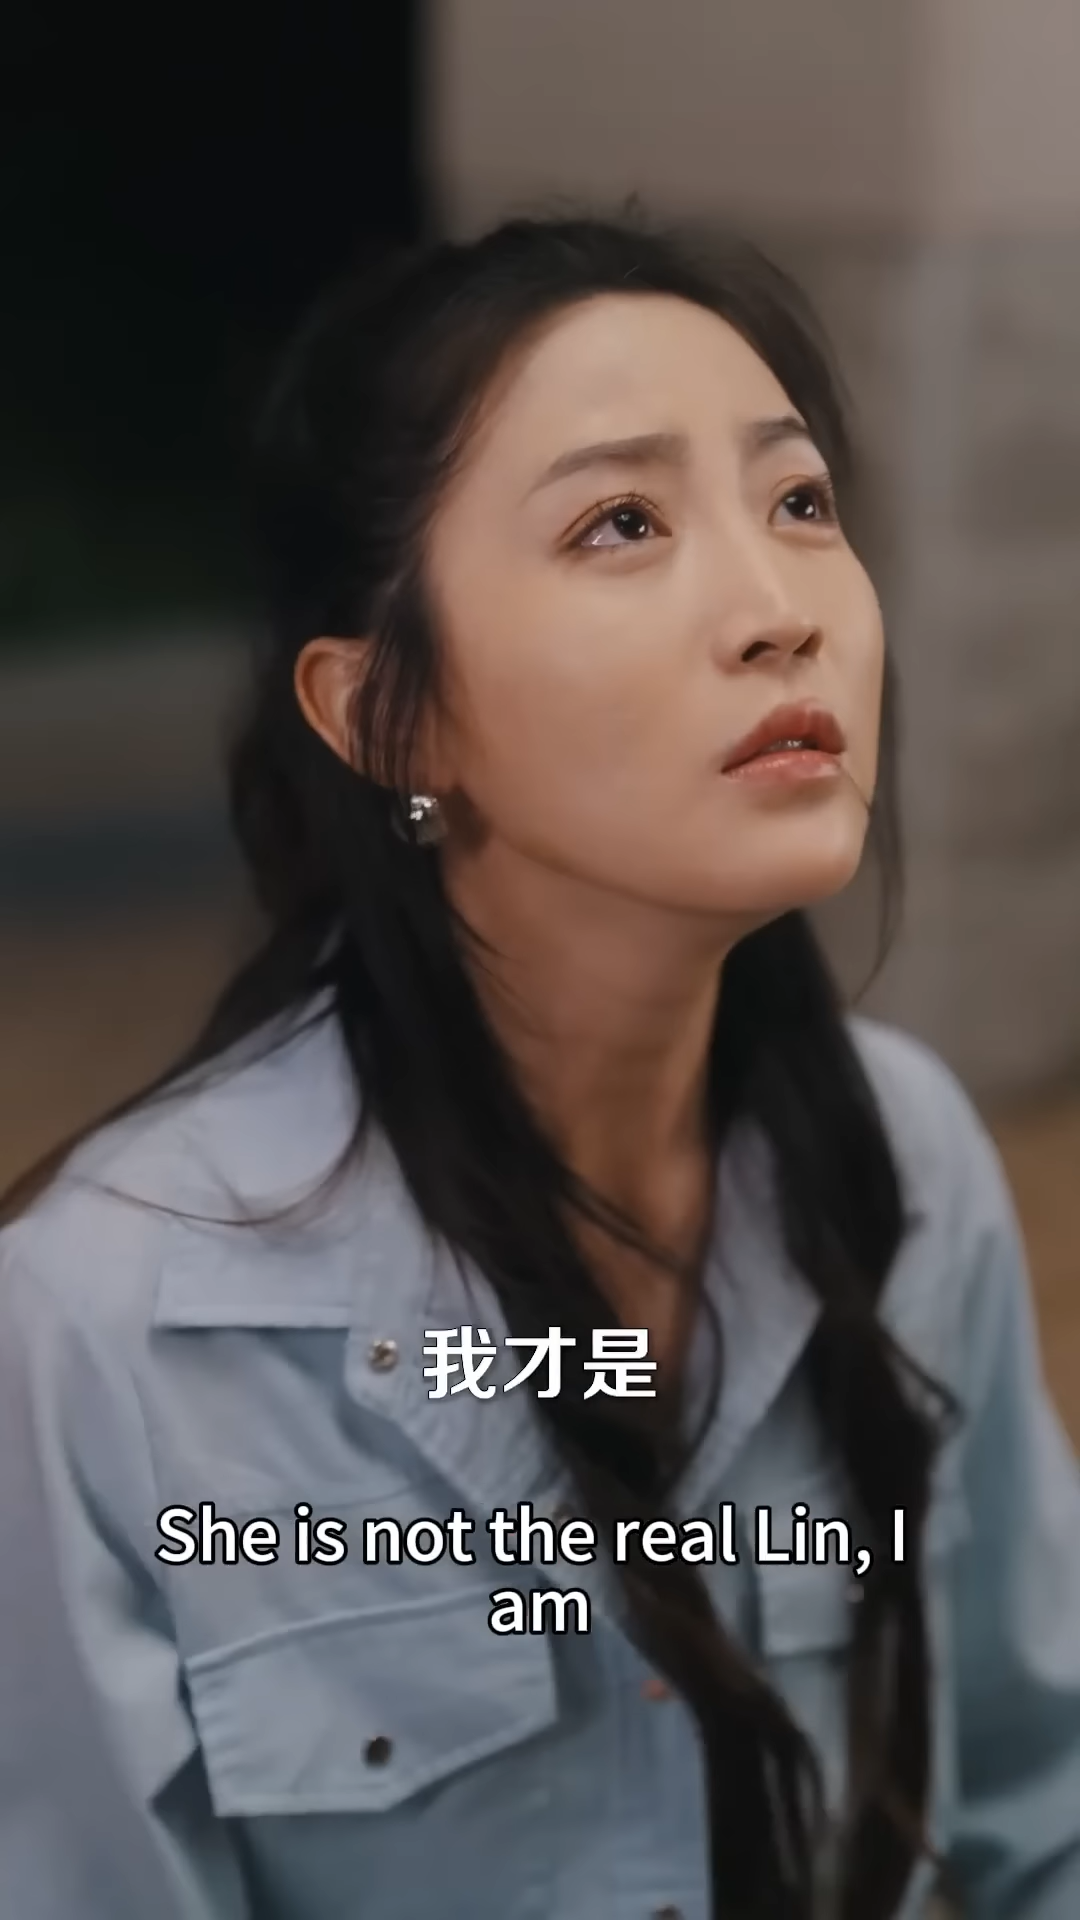 我才是
She is not the real Lin, I
am